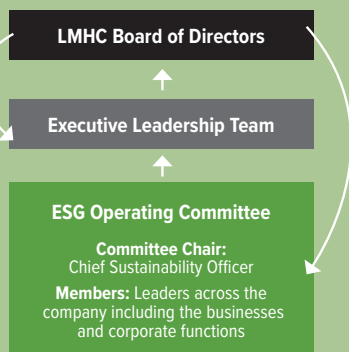 LMHC Board of Directors
Executive Leadership Team
ESG Operating Committee
Committee Chair:
Chief Sustainability Officer
Members: Leaders across the
company including the businesses
and corporate functions